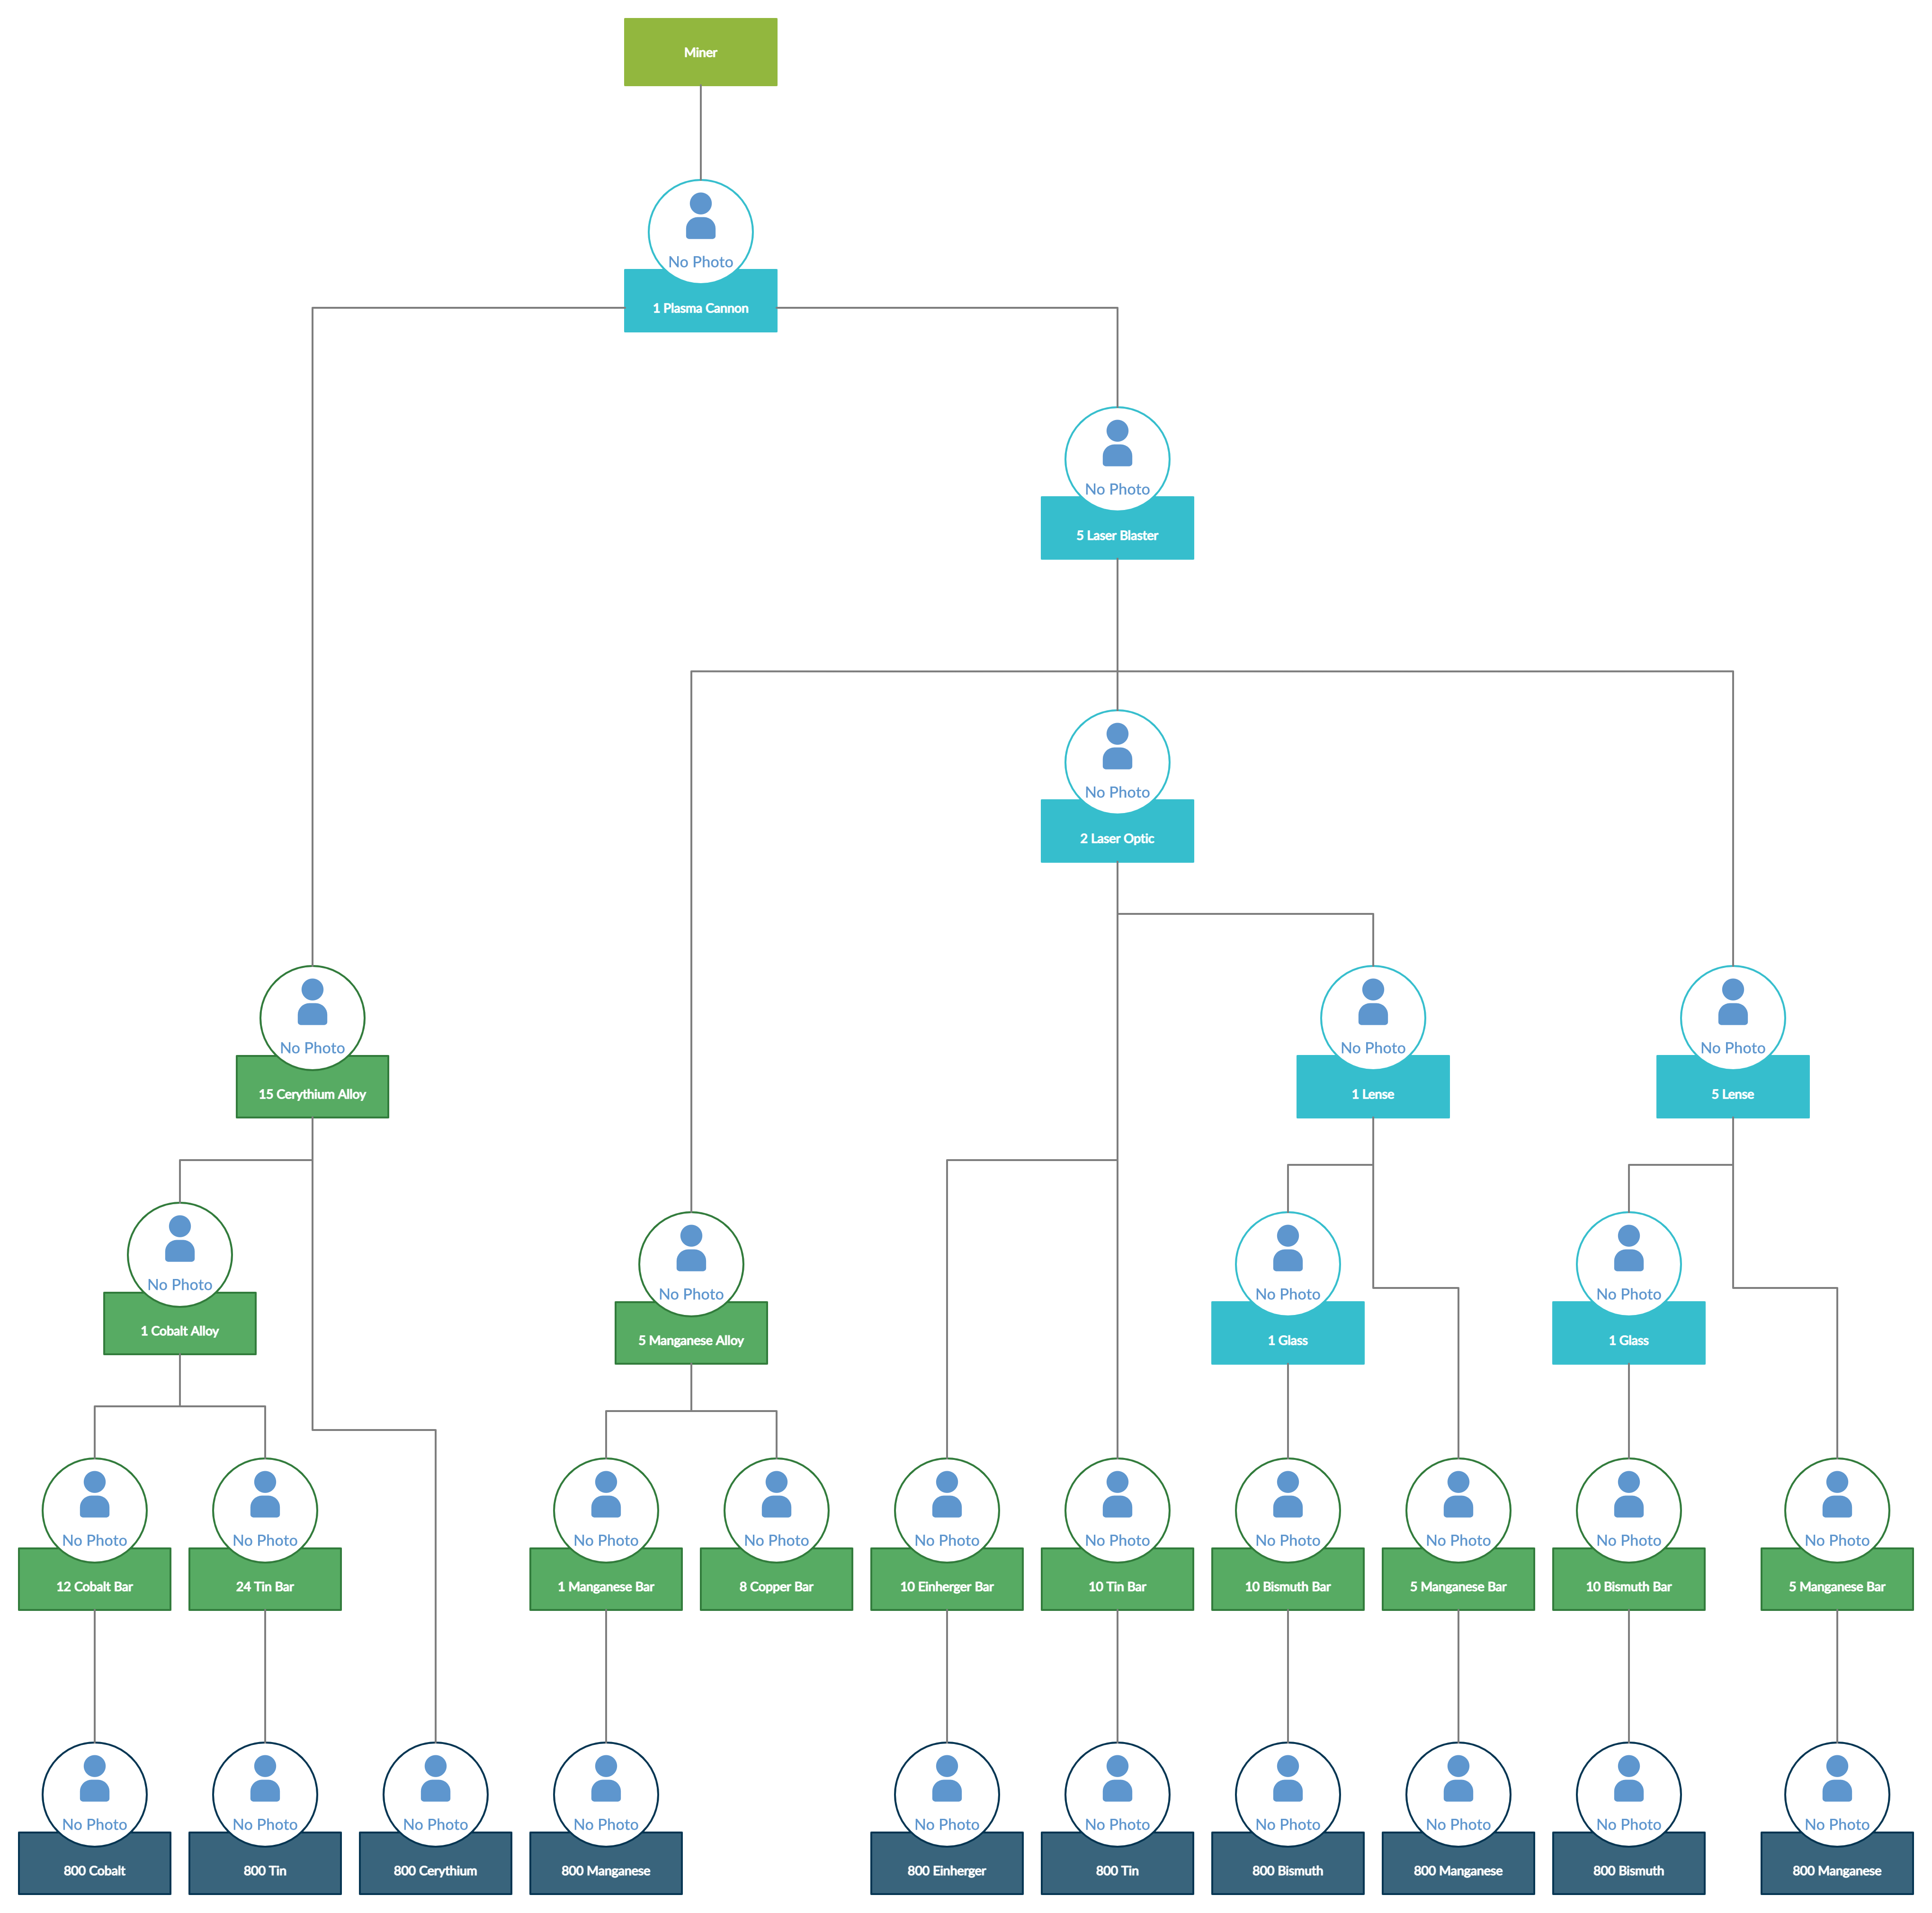 Miner
No Photo
1 Plasma Cannon
No Photo
5 Laser Blaster
No Photo
2 Laser Optic
No Photo
15 Cerythium Alloy
No Photo
1 Lense
No Photo
5 Lense
No Photo
1 Cobalt Alloy
No Photo
5 Manganese Alloy
No Photo
1 Glass
No Photo
1 Glass
No Photo
12 Cobalt Bar
No Photo
24 Tin Bar
No Photo
1 Manganese Bar
No Photo
8 Copper Bar
No Photo
10 Einherger Bar
No Photo
10 Tin Bar
No Photo
10 Bismuth Bar
No Photo
5 Manganese Bar
No Photo
10 Bismuth Bar
No Photo
5 Manganese Bar
No Photo
800 Cobalt
No Photo
800 Tin
No Photo
800 Cerythium
No Photo
800 Manganese
No Photo
800 Einherger
No Photo
800 Tin
No Photo
800 Bismuth
No Photo
800 Manganese
No Photo
800 Bismuth
No Photo
800 Manganese